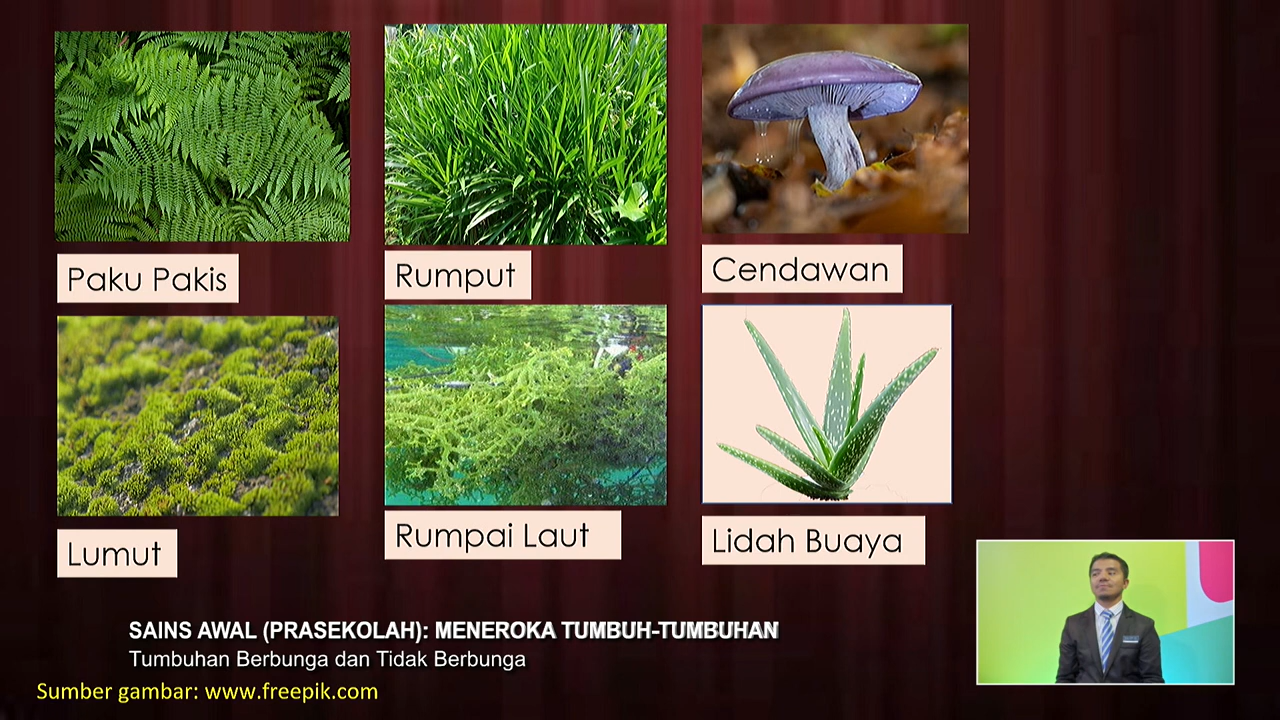 Paku Pakis
Rumput
Cendawan
Lumut
Rumpai Laut
Lidah Buaya
SAINS AWAL (PRASEKOLAH): MENEROKA TUMBUH-TUMBUHAN
Tumbuhan Berbunga dan Tidak Berbunga
Sumber gambar: www.freepik.com